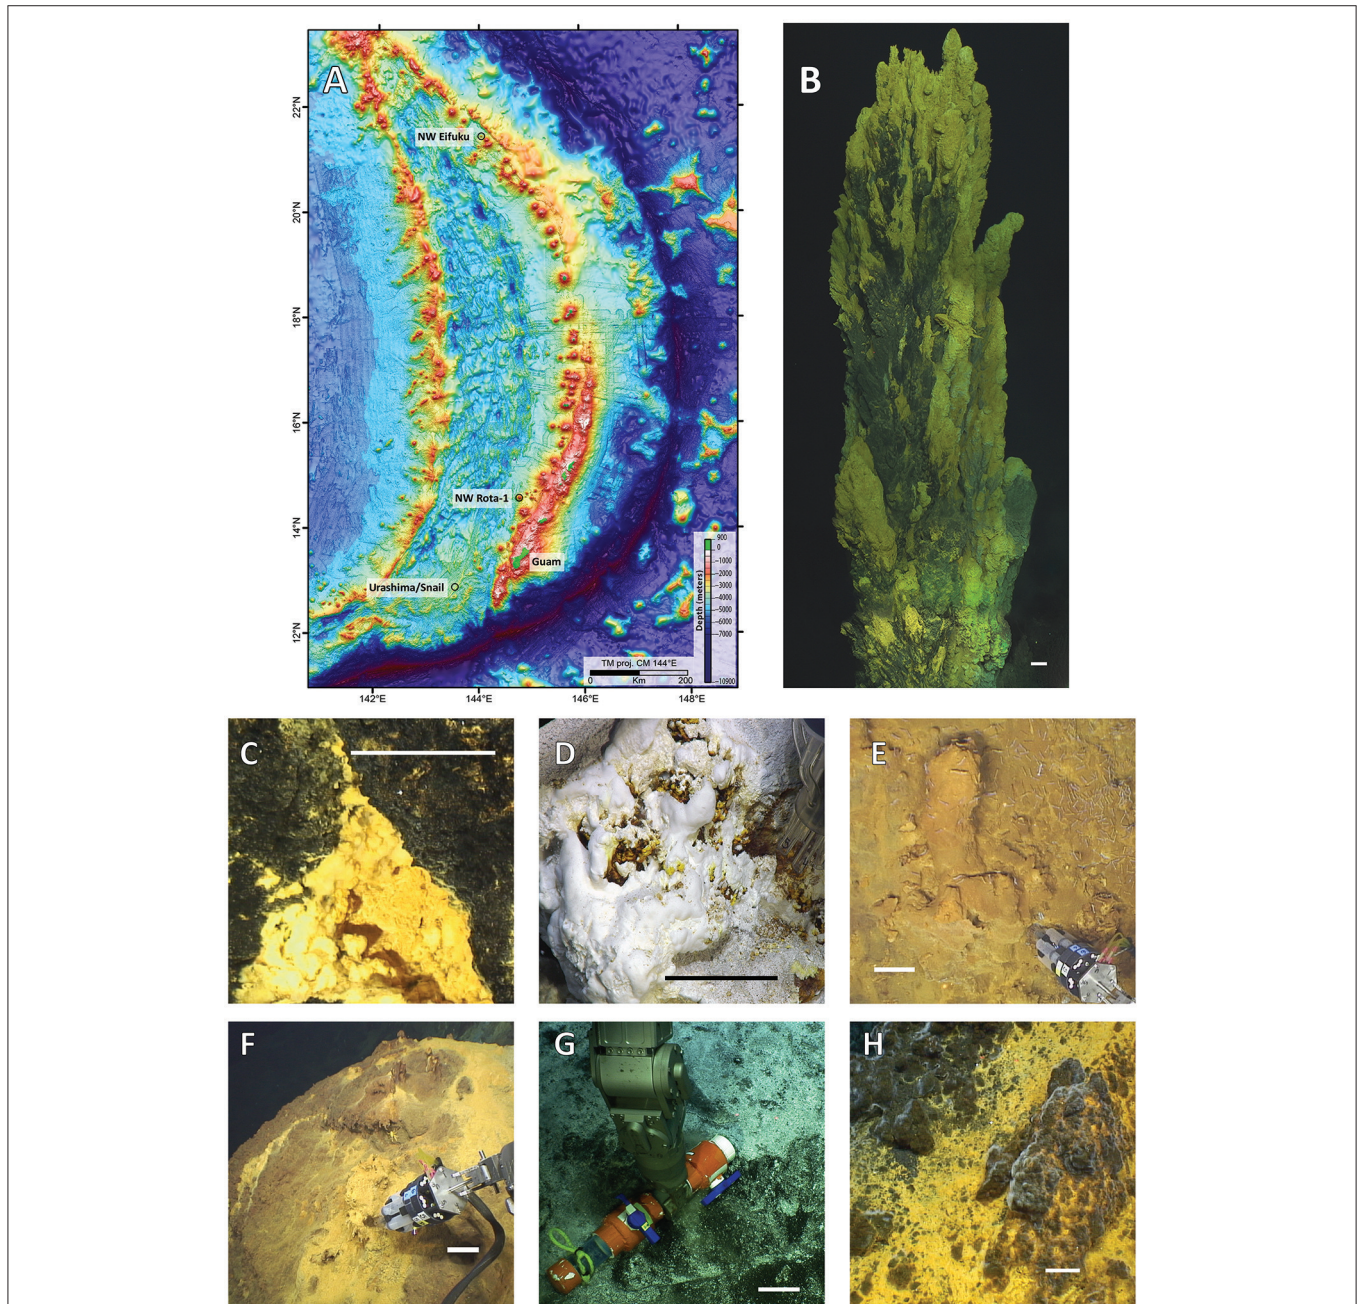 A
22°N
20°N
18°N
16°N
14°N
12°N
NW Eifuku
NW Rota-1
Guam
Urashima/Snail
Depth (meters)
900
0
-1000
-2000
-3000
-4000
-5000
-6000
-7000
-10900
TM proj. CM 144°E
0 Km 200
142°E 144°E 146°E 148°E
B
C
D
E
F
G
H